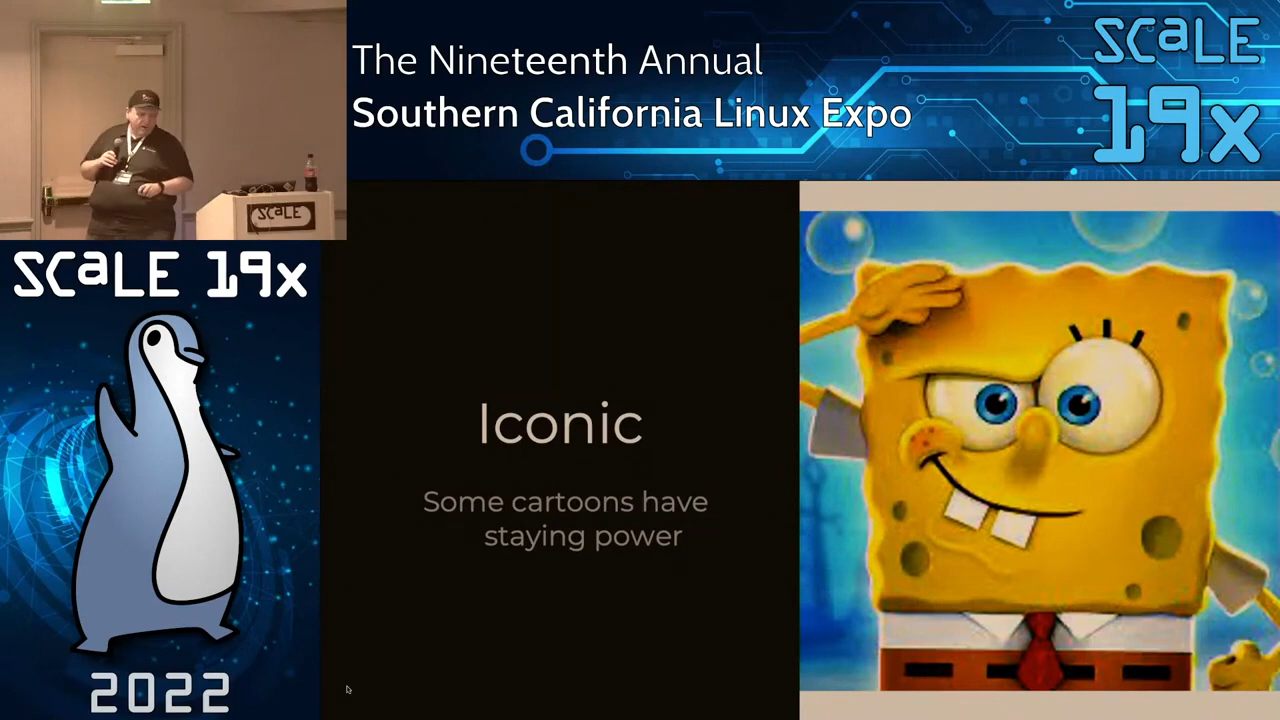 The Nineteenth Annual
Southern California Linux Expo
SCaLE
19x
SCaLE
SCaLE 19x
Iconic
Some cartoons have
staying power
2022